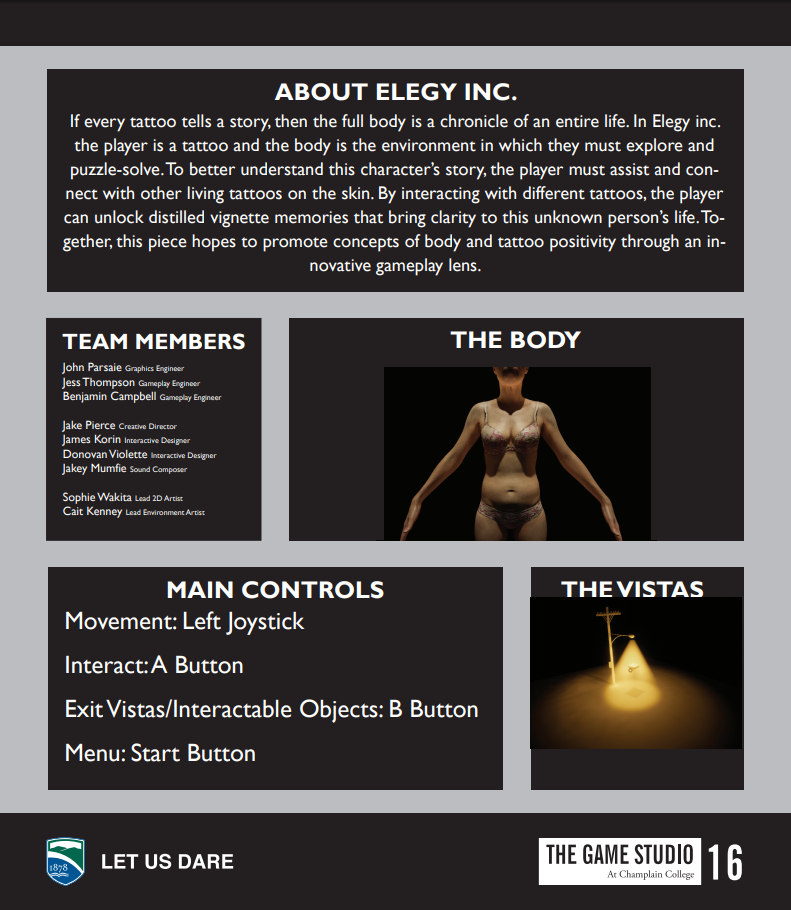 ABOUT ELEGY INC.
If every tattoo tells a story, then the full body is a chronicle of an entire life. In Elegy inc.
the player is a tattoo and the body is the environment in which they must explore and
puzzle-solve. To better understand this character's story, the player must assist and con-
nect with other living tattoos on the skin. By interacting with different tattoos, the player
can unlock distilled vignette memories that bring clarity to this unknown person's life. To-
gether, this piece hopes to promote concepts of body and tattoo positivity through an in-
novative gameplay lens.
TEAM MEMBERS
John Parsaie Graphics Engineer
Jess Thompson Gameplay Engineer
Benjamin Campbell Gameplay Engineer
Jake Pierce Creative Director
James Korin Interactive Designer
Donovan Violette Interactive Designer
Jakey Mumfie Sound Composer
Sophie Wakita Lead 2D Artist
Cait Kenney Lead Environment Artist
THE BODY
MAIN CONTROLS
Movement: Left Joystick
Interact: A Button
Exit Vistas/Interactable Objects: B Button
Menu: Start Button
THE VISTAS
1878
LET US DARE
THE GAME STUDIO
At Champlain College
16